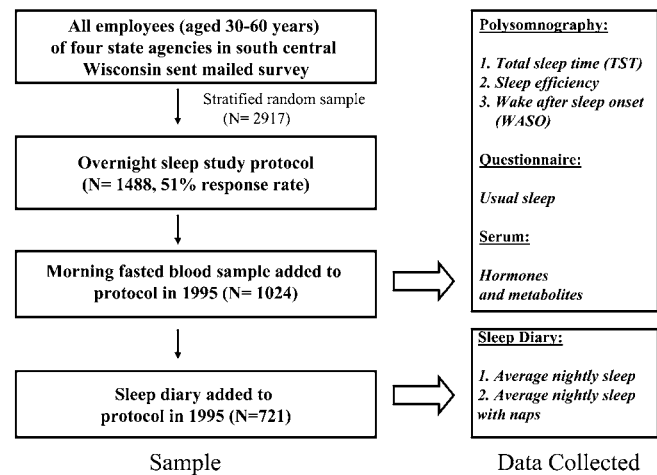 All employees (aged 30-60 years)
of four state agencies in south central
Wisconsin sent mailed survey
Stratified random sample
(N= 2917)
Overnight sleep study protocol
(N= 1488, 51% response rate)
Morning fasted blood sample added to
protocol in 1995 (N= 1024)
Sleep diary added to
protocol in 1995 (N=721)
Sample
Polysomnography:
1. Total sleep time (TST)
2. Sleep efficiency
3. Wake after sleep onset
(WASO)
Questionnaire:
Usual sleep
Serum:
Hormones
and metabolites
Sleep Diary:
1. Average nightly sleep
2. Average nightly sleep
with naps
Data Collected